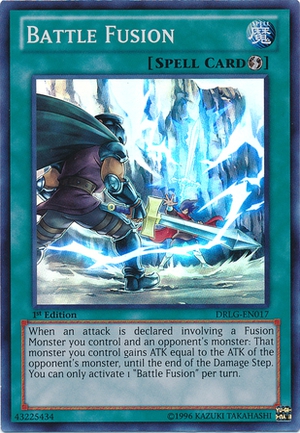 BATTLE FUSION
魔
[SPELL CARD]
DRLG-EN017
1st Edition
When an attack is declared involving a Fusion
Monster you control and an opponent's monster: That
monster you control gains ATK equal to the ATK of
the opponent's monster, until the end of the Damage Step.
You can only activate 1 "Battle Fusion" per turn.
43225434
©1996 KAZUKI TAKAHASHI